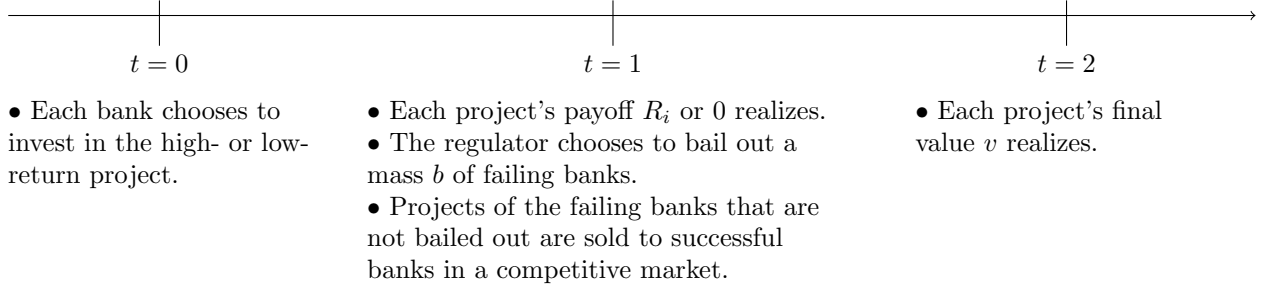 t = 0
t = 1
t = 2
• Each bank chooses to
invest in the high- or low-
return project.
• Each project's payoff R_i or 0 realizes.
• The regulator chooses to bail out a
mass b of failing banks.
• Projects of the failing banks that are
not bailed out are sold to successful
banks in a competitive market.
• Each project's final
value v realizes.